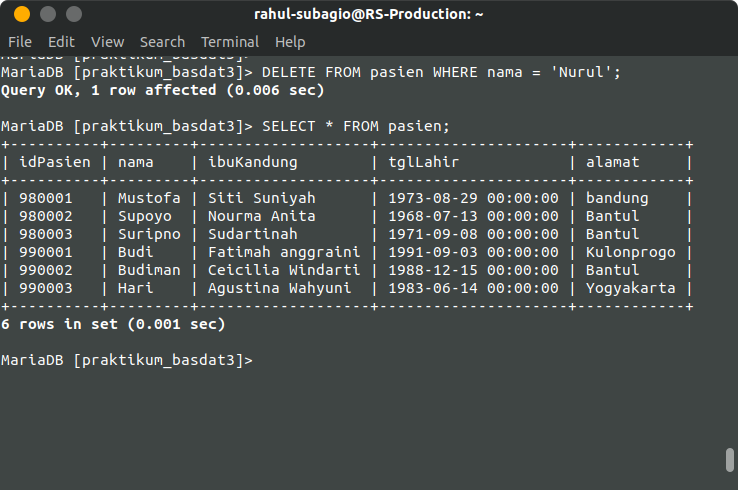 rahul-subagio@RS-Production: ~
File Edit View Search Terminal Help
MariaDB [praktikum_basdat3]>
MariaDB [praktikum_basdat3]> DELETE FROM pasien WHERE nama = 'Nurul';
Query OK, 1 row affected (0.006 sec)
MariaDB [praktikum_basdat3]> SELECT * FROM pasien;
+----------+---------+-------------------+---------------------+------------+
| idPasien | nama    | ibuKandung        | tglLahir            | alamat     |
+----------+---------+-------------------+---------------------+------------+
| 980001   | Mustofa | Siti Suniyah      | 1973-08-29 00:00:00 | bandung    |
| 980002   | Supoyo  | Nourma Anita      | 1968-07-13 00:00:00 | Bantul     |
| 980003   | Suripno | Sudartinah        | 1971-09-08 00:00:00 | Bantul     |
| 990001   | Budi    | Fatimah anggraini | 1991-09-03 00:00:00 | Kulonprogo |
| 990002   | Budiman | Ceicilia Windarti | 1988-12-15 00:00:00 | Bantul     |
| 990003   | Hari    | Agustina Wahyuni  | 1983-06-14 00:00:00 | Yogyakarta |
+----------+---------+-------------------+---------------------+------------+
6 rows in set (0.001 sec)
MariaDB [praktikum_basdat3]>